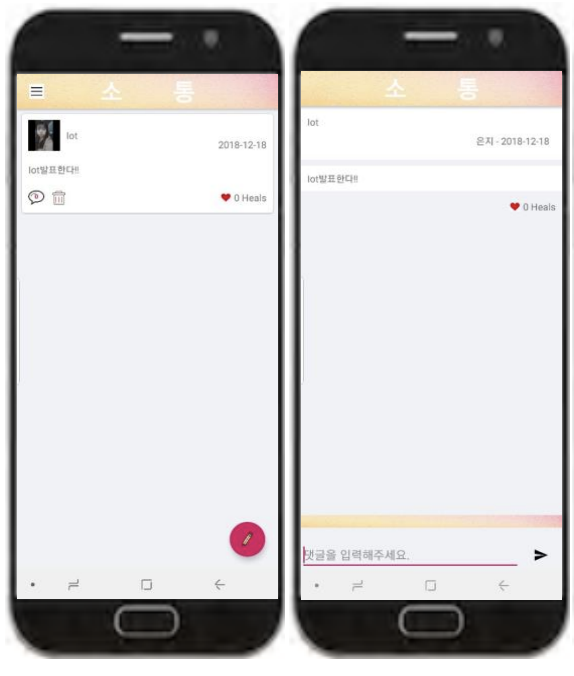 소 통
lot
2018-12-18
lot발표한다!!
0 Heals
소 통
lot
은지 - 2018-12-18
lot발표한다!!
0 Heals
댓글을 입력해주세요.